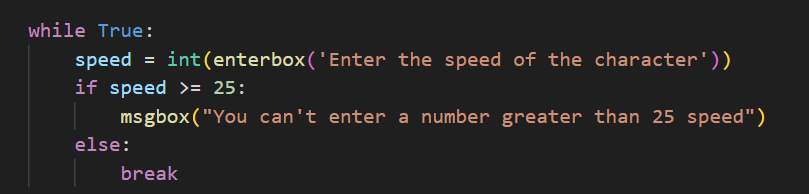 while True:
    speed = int(enterbox('Enter the speed of the character'))
    if speed >= 25:
        msgbox("You can't enter a number greater than 25 speed")
    else:
        break